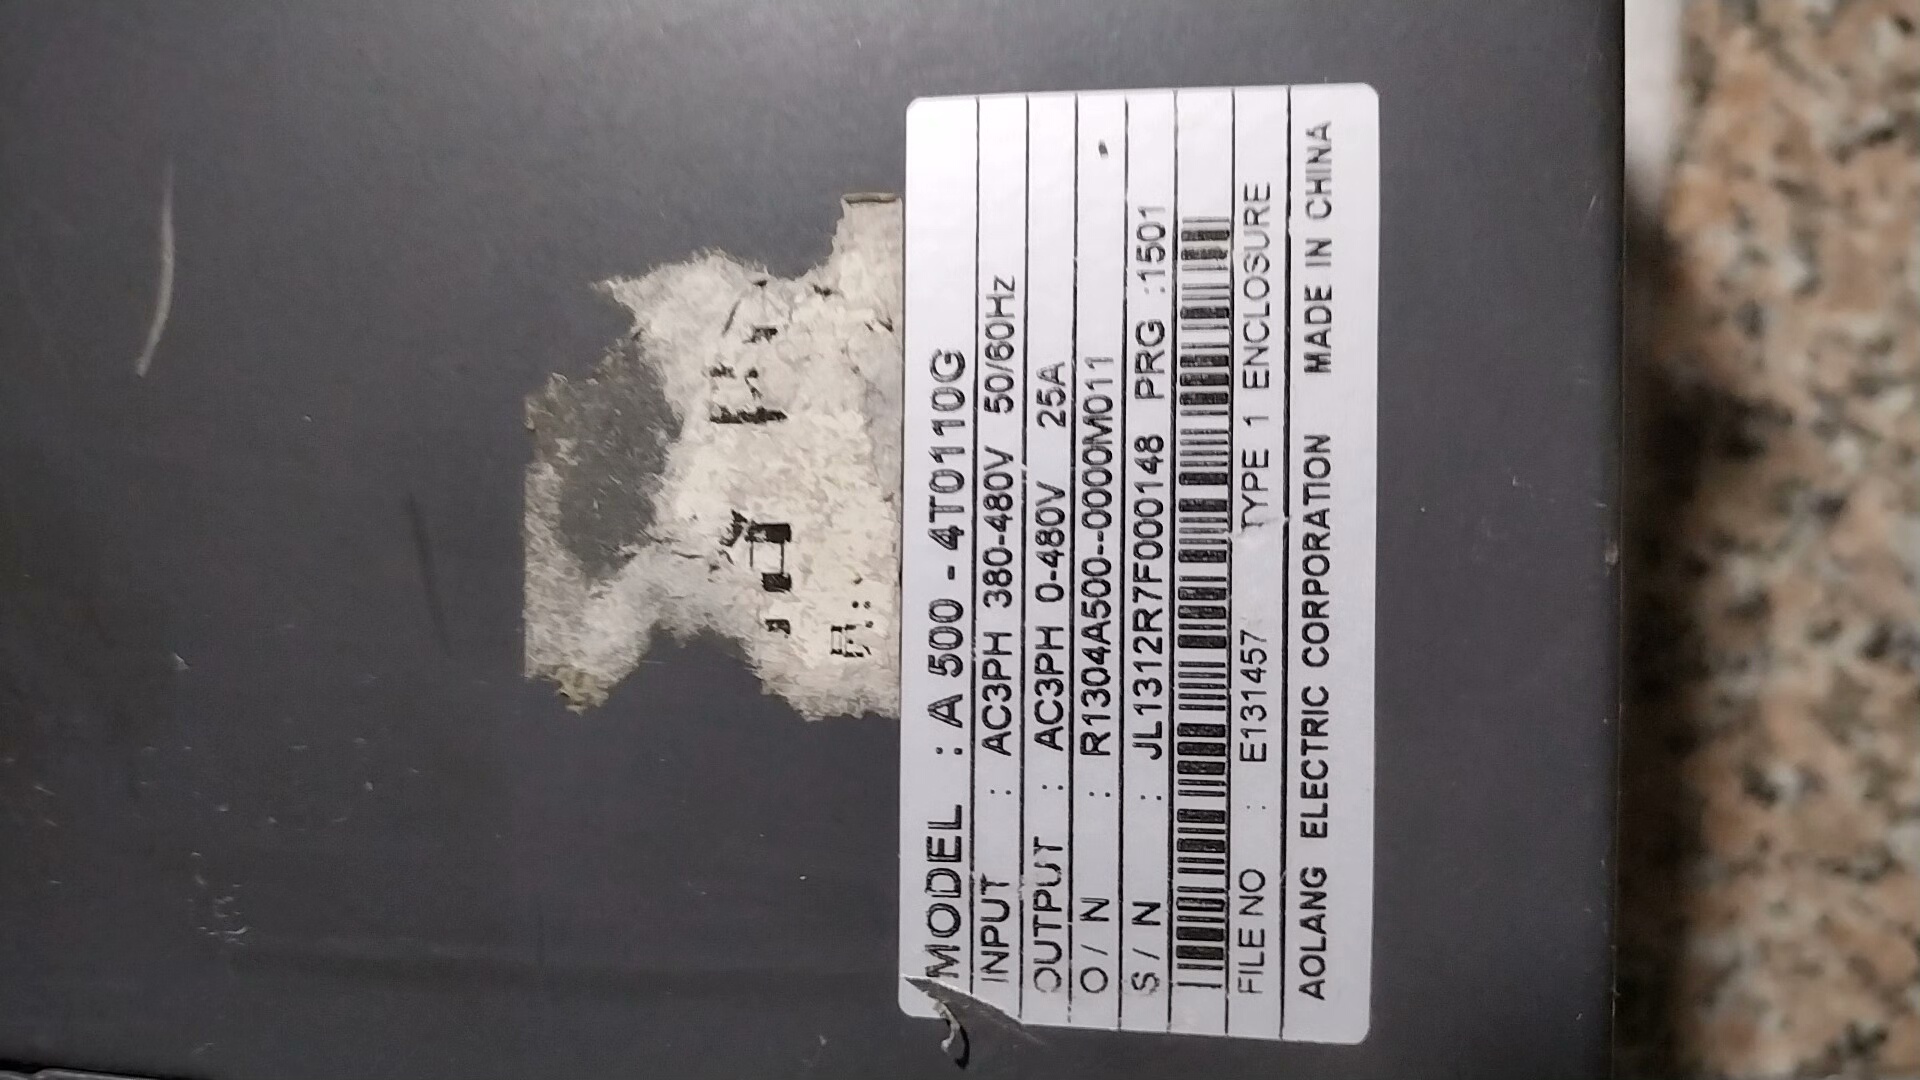 MODEL : A 500 - 4T0110G
INPUT : AC3PH 380-480V 50/60Hz
OUTPUT : AC3PH 0-480V 25A
O / N : R1304A500--0000M011
S / N : JL1312R7F000148 PRG :1501
FILE NO : E131457 TYPE 1 ENCLOSURE
AOLANG ELECTRIC CORPORATION MADE IN CHINA